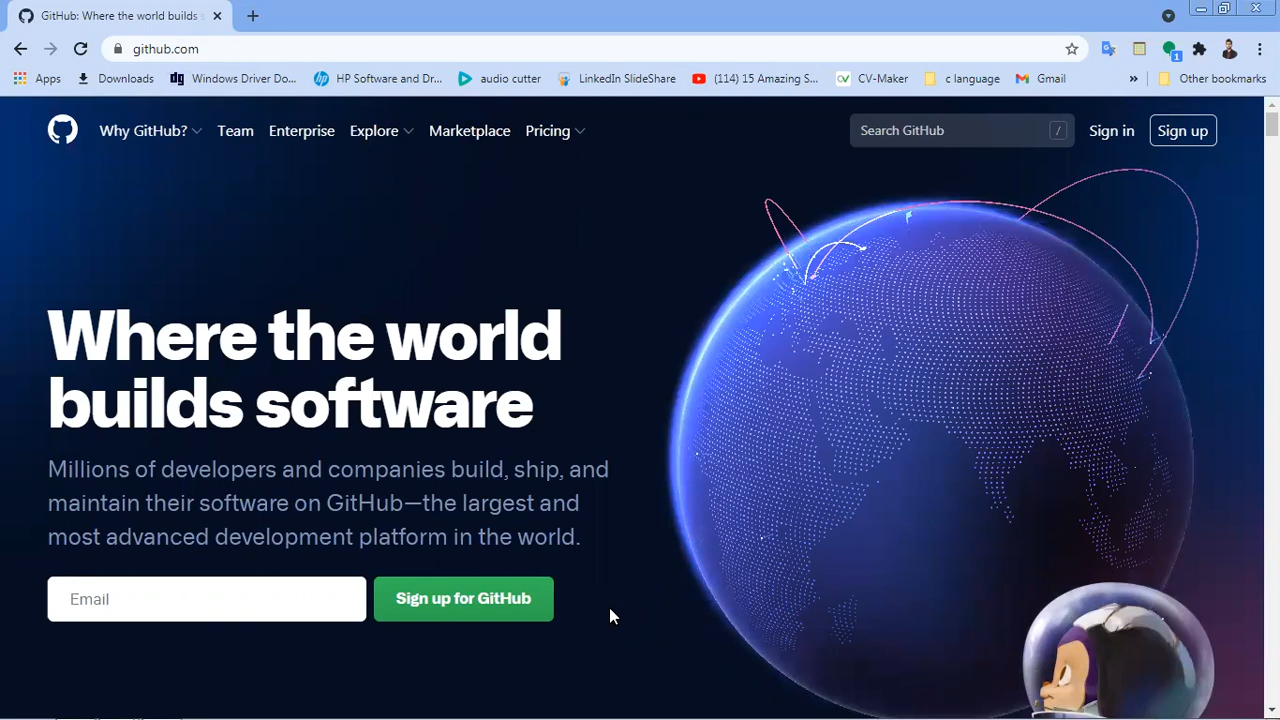 GitHub: Where the world builds s
github.com
1
Apps Downloads Windows Driver Do... HP Software and Dr... audio cutter LinkedIn SlideShare (14) 15 Amazing S... CV-Maker c language Gmail » Other bookmarks
Why GitHub? Team Enterprise Explore Marketplace Pricing Search GitHub / Sign in Sign up
Where the world
builds software
Millions of developers and companies build, ship, and
maintain their software on GitHub—the largest and
most advanced development platform in the world.
Email Sign up for GitHub